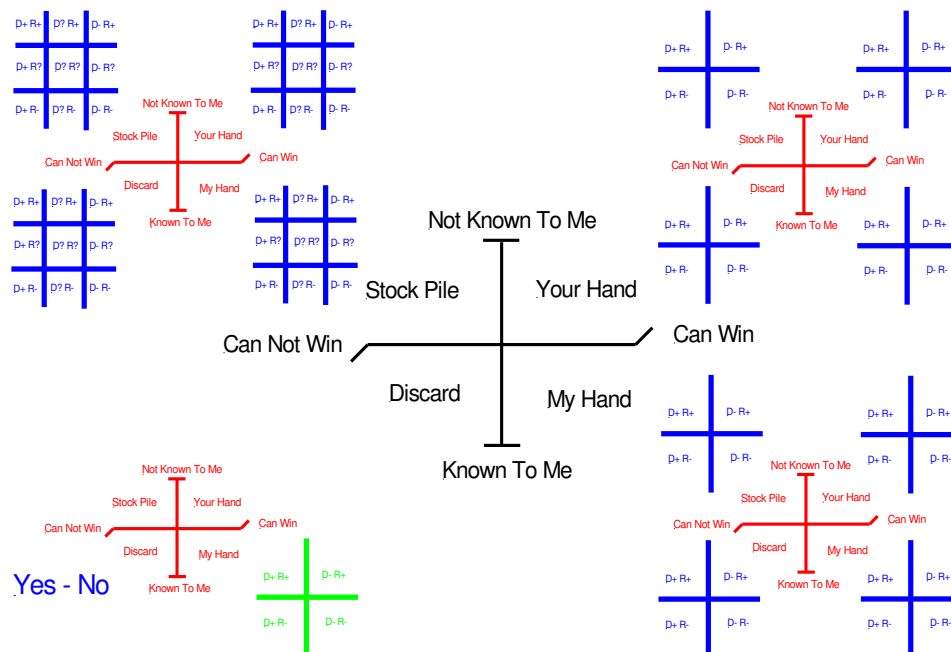 D+ R+ D? R+ D- R+
D+ R? D? R? D- R?
D+ R- D? R- D- R-
D+ R+ D? R+ D- R+
D+ R? D? R? D- R?
D+ R- D? R- D- R-
Not Known To Me
Stock Pile Your Hand
Can Not Win Can Win
Discard My Hand
Known To Me
D+ R+ D? R+ D- R+
D+ R? D? R? D- R?
D+ R- D? R- D- R-
D+ R+ D? R+ D- R+
D+ R? D? R? D- R?
D+ R- D? R- D- R-
D+ R+ D- R+
D+ R- D- R-
D+ R+ D- R+
D+ R- D- R-
Not Known To Me
Stock Pile Your Hand
Can Not Win Can Win
Discard My Hand
Known To Me
D+ R+ D- R+
D+ R- D- R-
D+ R+ D- R+
D+ R- D- R-
Not Known To Me
Stock Pile Your Hand
Can Not Win Can Win
Discard My Hand
Known To Me
Not Known To Me
Stock Pile Your Hand
Can Not Win Can Win
Discard My Hand
Known To Me
Yes - No
D+ R+ D- R+
D+ R- D- R-
D+ R+ D- R+
D+ R- D- R-
D+ R+ D- R+
D+ R- D- R-
Not Known To Me
Stock Pile Your Hand
Can Not Win Can Win
Discard My Hand
Known To Me
D+ R+ D- R+
D+ R- D- R-
D+ R+ D- R+
D+ R- D- R-